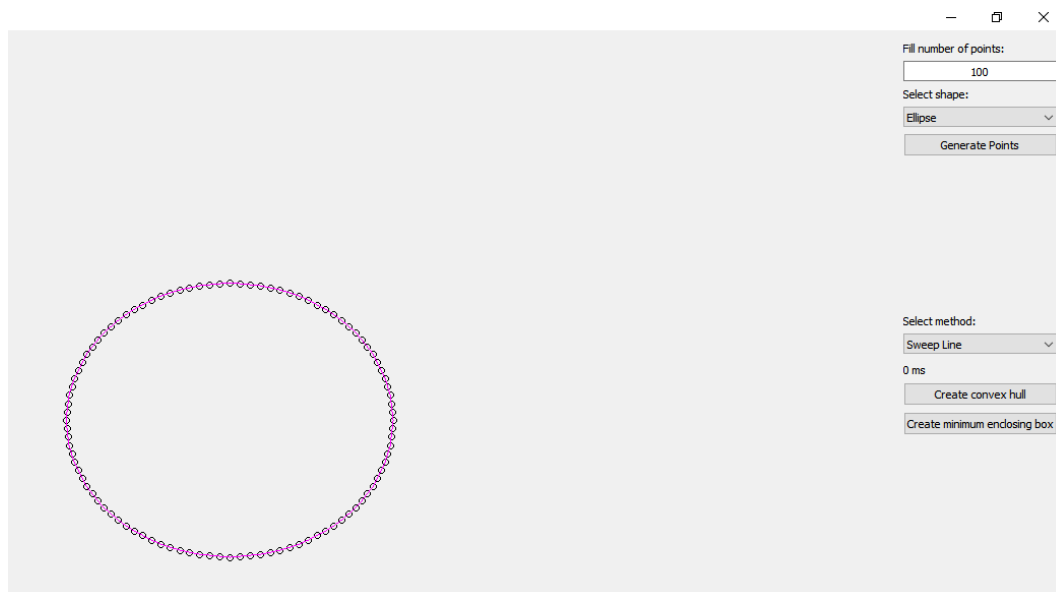 Fill number of points:
100
Select shape:
Ellipse
Generate Points
Select method:
Sweep Line
0 ms
Create convex hull
Create minimum enclosing box